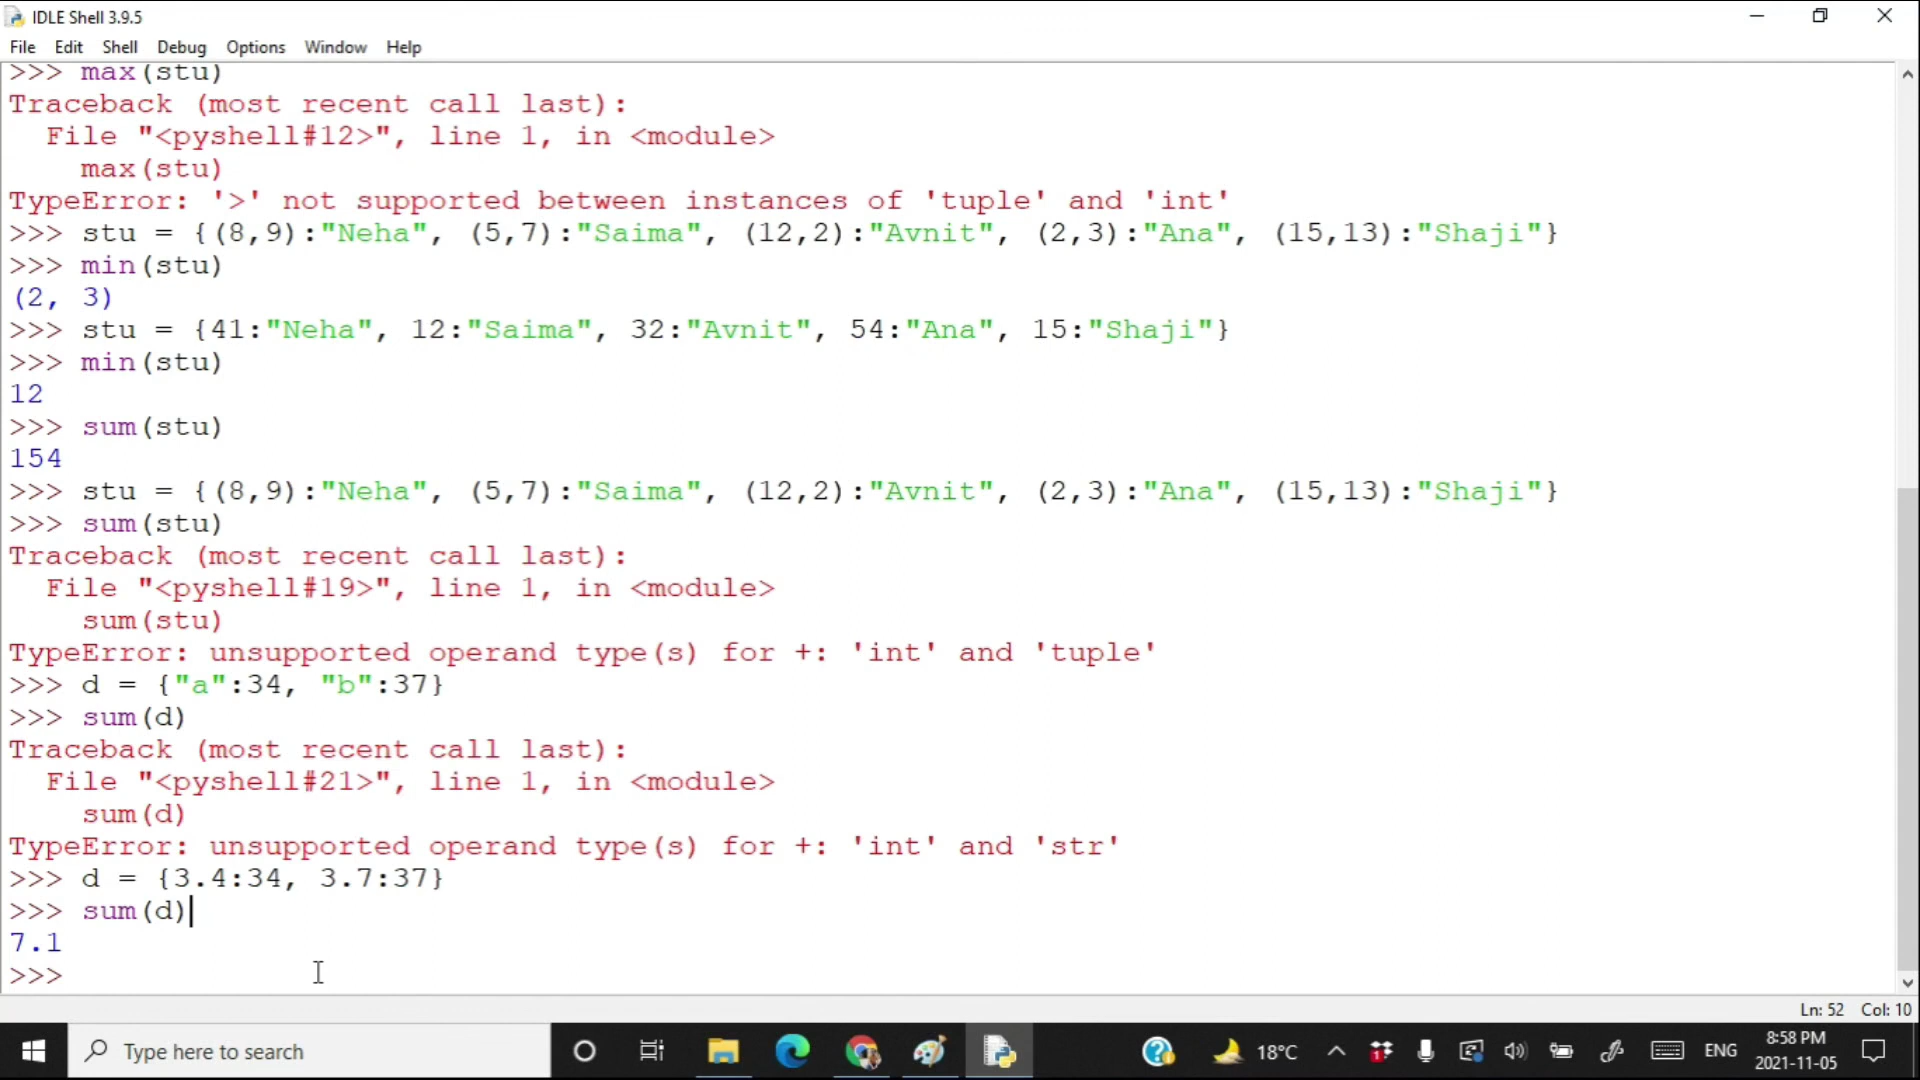 IDLE Shell 3.9.5
File Edit Shell Debug Options Window Help
>>> max(stu)
Traceback (most recent call last):
  File "<pyshell#12>", line 1, in <module>
    max(stu)
TypeError: '>' not supported between instances of 'tuple' and 'int'
>>> stu = {(8,9):"Neha", (5,7):"Saima", (12,2):"Avnit", (2,3):"Ana", (15,13):"Shaji"}
>>> min(stu)
(2, 3)
>>> stu = {41:"Neha", 12:"Saima", 32:"Avnit", 54:"Ana", 15:"Shaji"}
>>> min(stu)
12
>>> sum(stu)
154
>>> stu = {(8,9):"Neha", (5,7):"Saima", (12,2):"Avnit", (2,3):"Ana", (15,13):"Shaji"}
>>> sum(stu)
Traceback (most recent call last):
  File "<pyshell#19>", line 1, in <module>
    sum(stu)
TypeError: unsupported operand type(s) for +: 'int' and 'tuple'
>>> d = {"a":34, "b":37}
>>> sum(d)
Traceback (most recent call last):
  File "<pyshell#21>", line 1, in <module>
    sum(d)
TypeError: unsupported operand type(s) for +: 'int' and 'str'
>>> d = {3.4:34, 3.7:37}
>>> sum(d)
7.1
>>>
Ln: 52 Col: 10
Type here to search
18°C
ENG
8:58 PM
2021-11-05